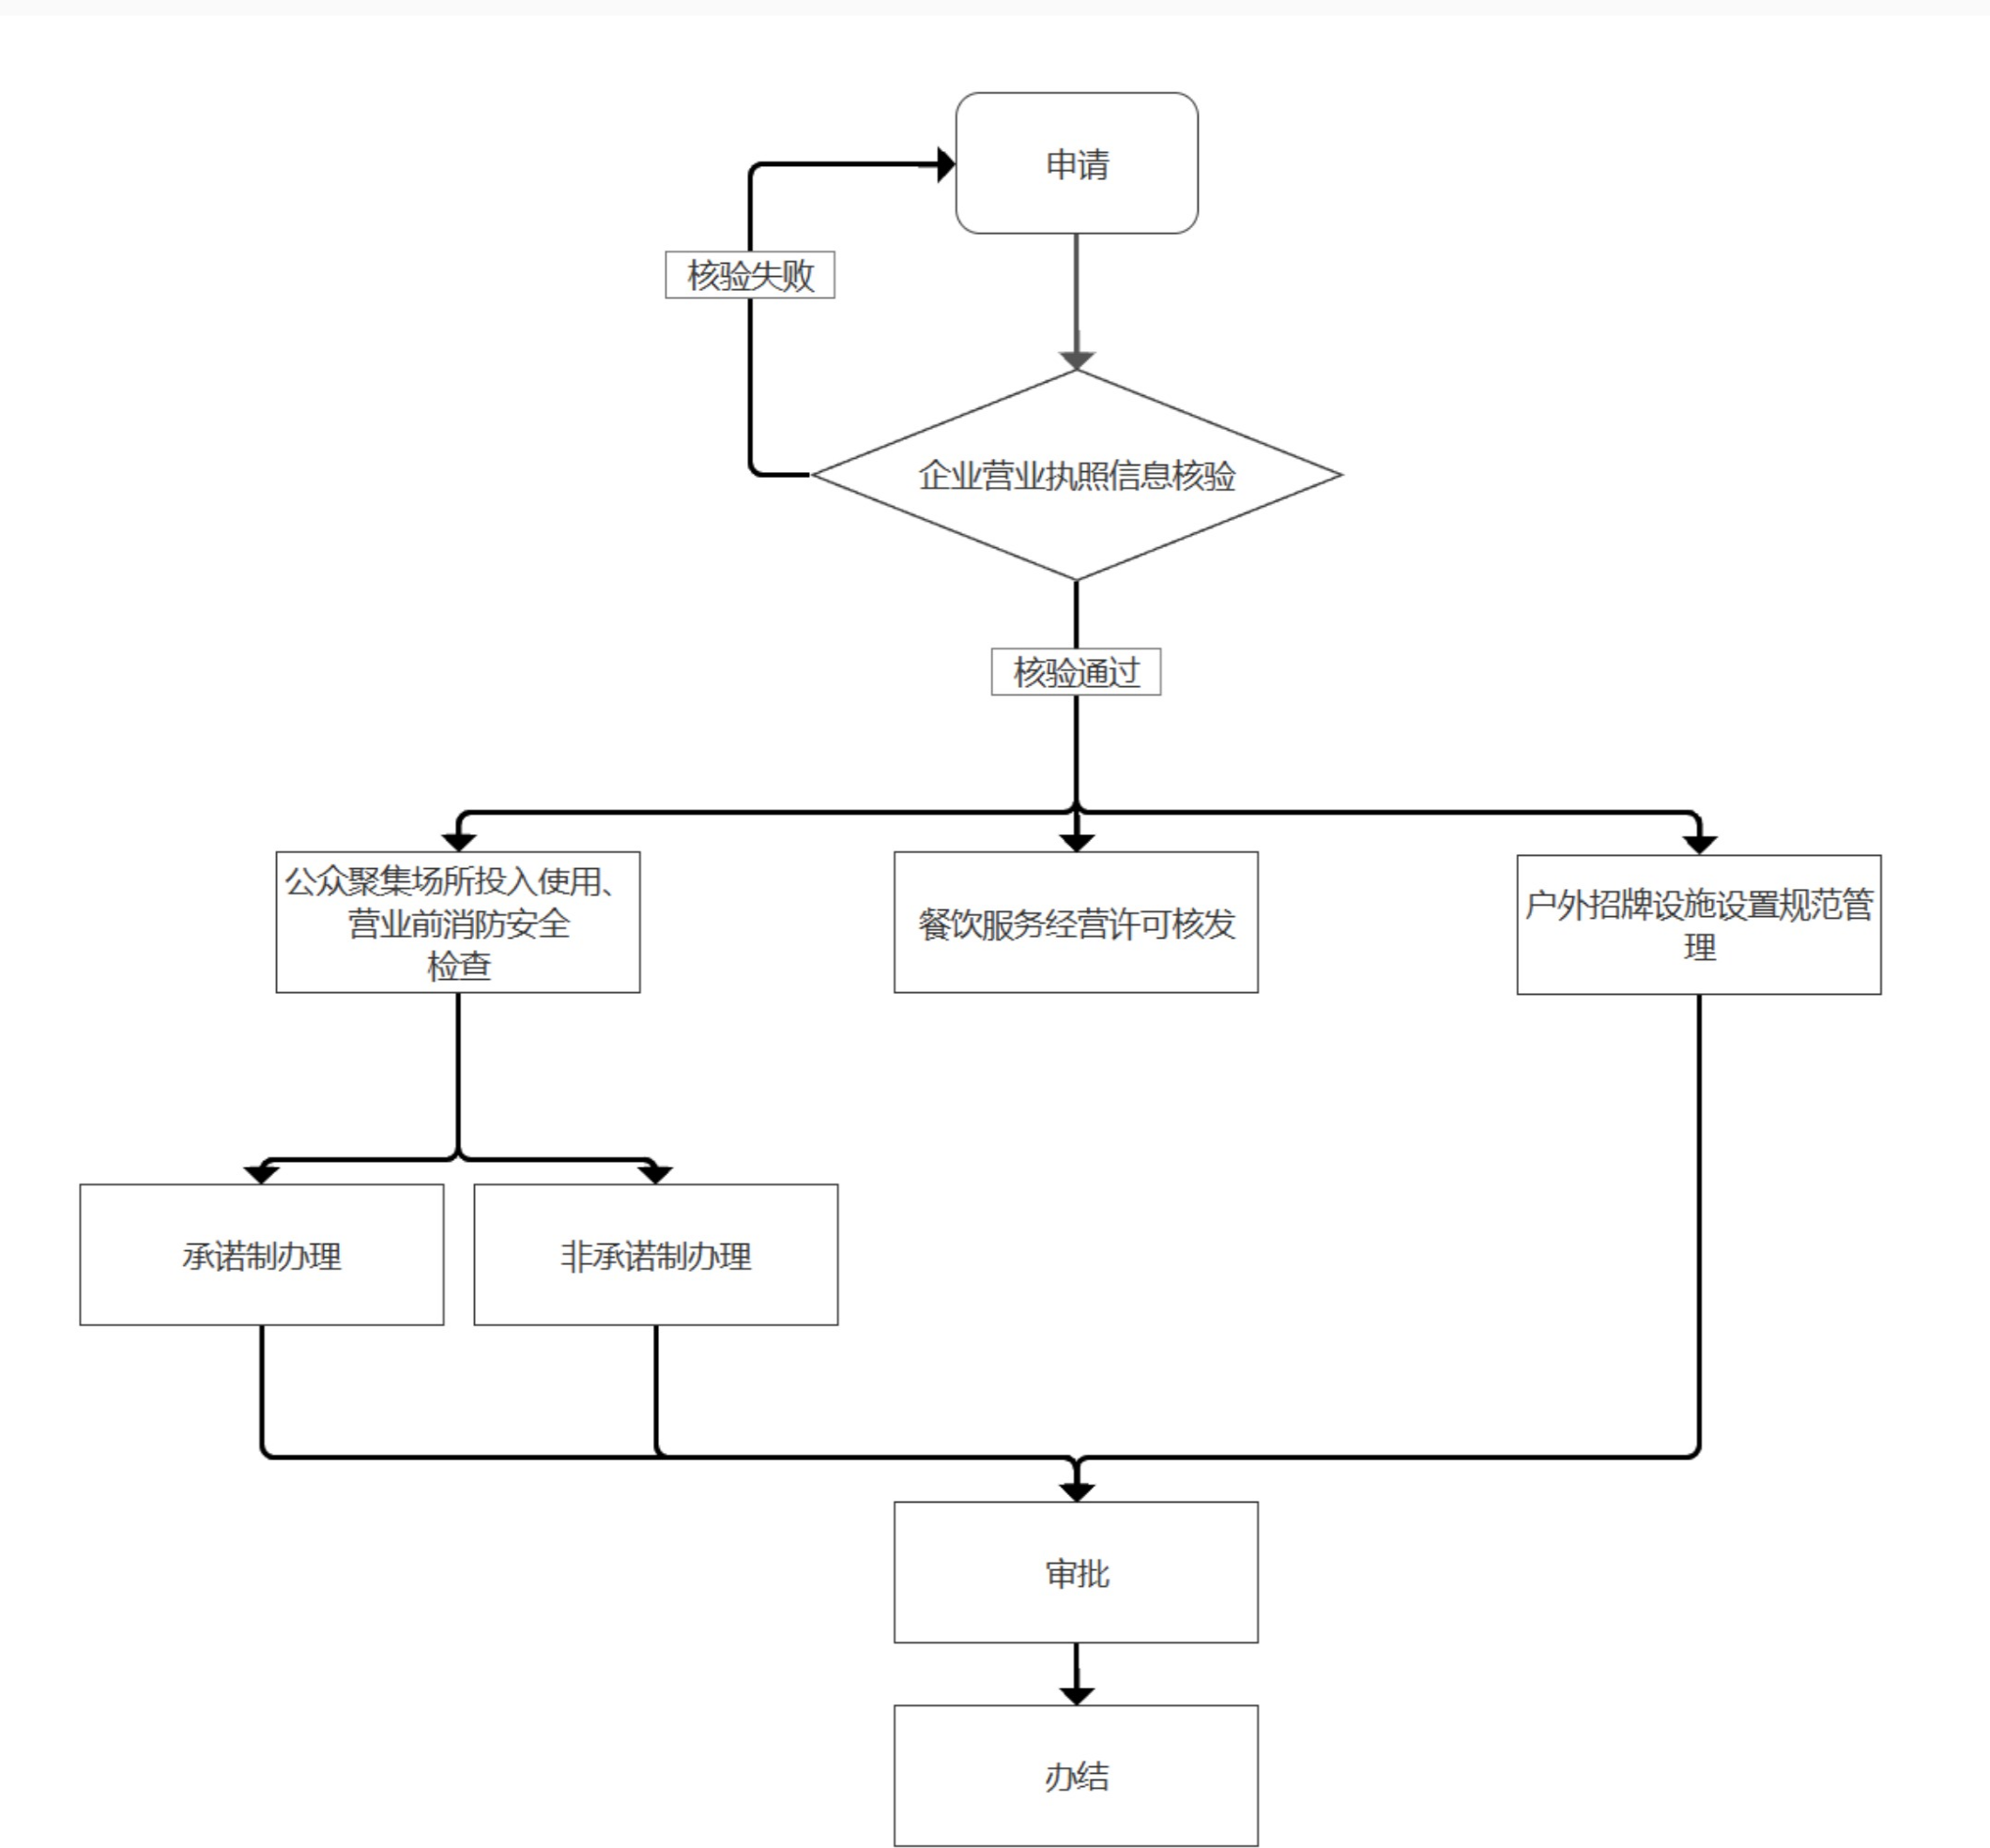 申请
核验失败
企业营业执照信息核验
核验通过
公众聚集场所投入使用、
营业前消防安全
检查
餐饮服务经营许可核发
户外招牌设施设置规范管
理
承诺制办理
非承诺制办理
审批
办结